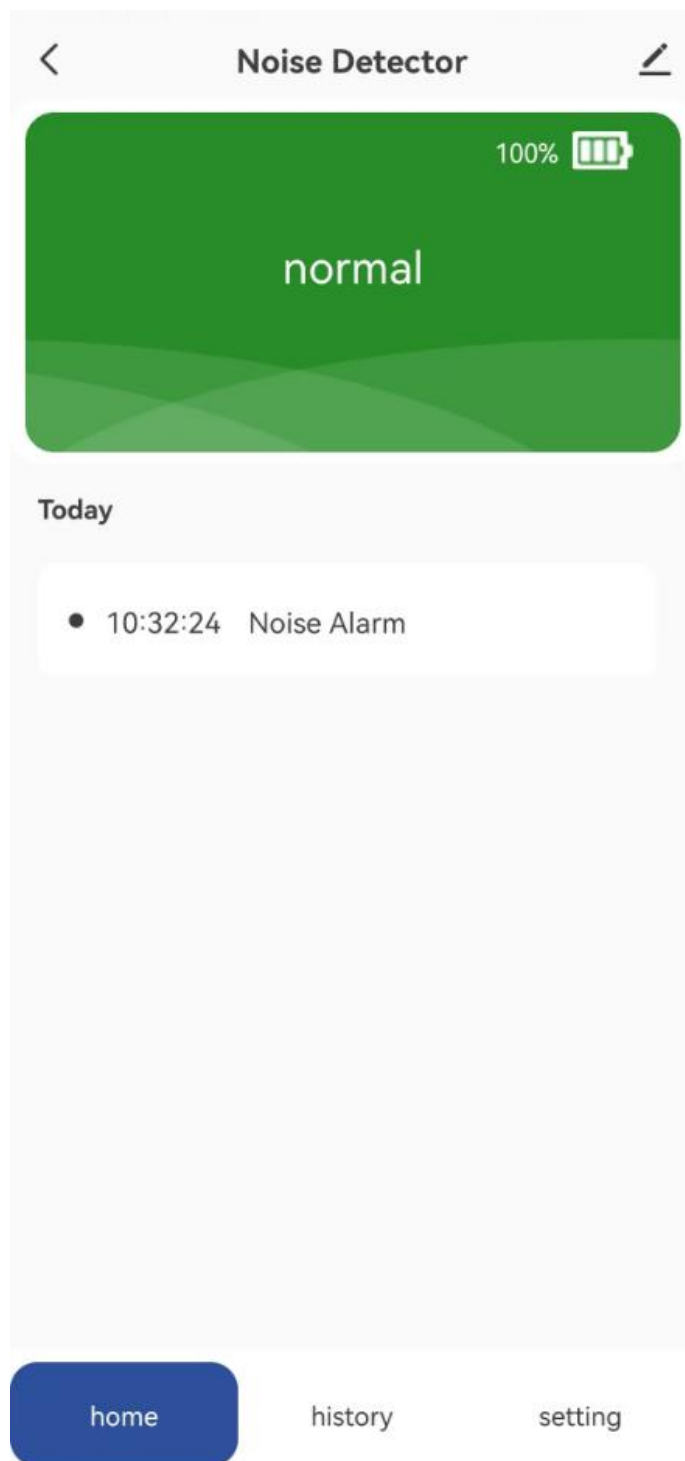 Noise Detector
100%
normal
Today
10:32:24 Noise Alarm
home history setting